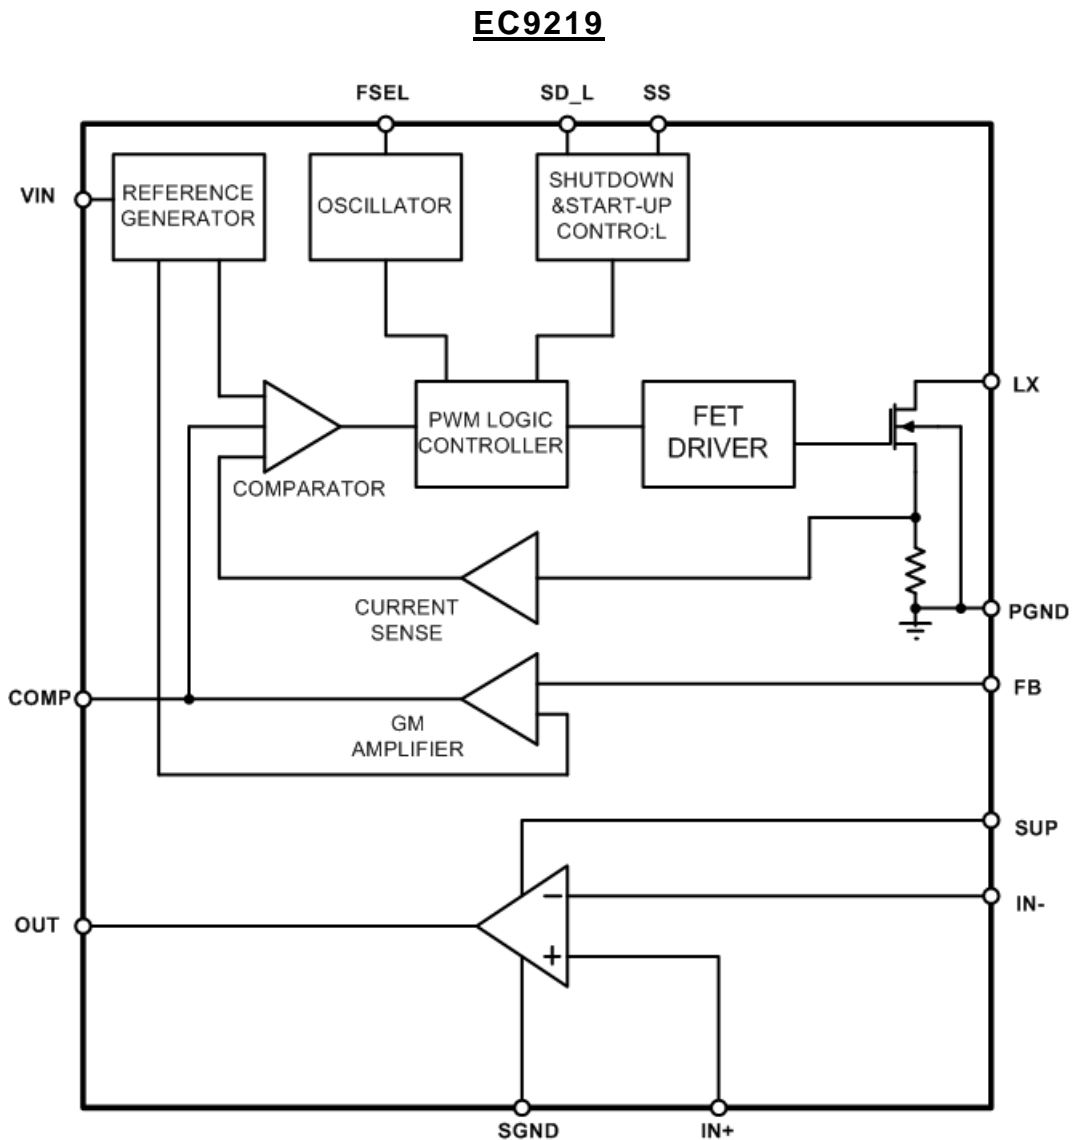 EC9219
FSEL
SD_L
SS
VIN
REFERENCE
GENERATOR
OSCILLATOR
SHUTDOWN
&START-UP
CONTRO:L
LX
PWM LOGIC
CONTROLLER
FET
DRIVER
COMPARATOR
CURRENT
SENSE
PGND
COMP
FB
GM
AMPLIFIER
SUP
OUT
−
IN-
+
SGND
IN+